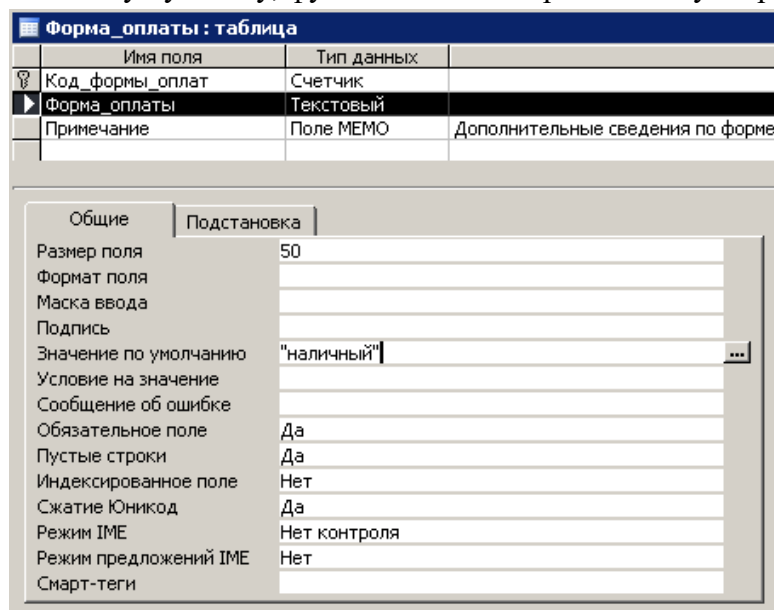 Форма_оплаты : таблица
Имя поля Тип данных
Код_формы_оплат Счетчик
Форма_оплаты Текстовый
Примечание Поле MEMO Дополнительные сведения по форме
Общие Подстановка
Размер поля 50
Формат поля
Маска ввода
Подпись
Значение по умолчанию "наличный" ...
Условие на значение
Сообщение об ошибке
Обязательное поле Да
Пустые строки Да
Индексированное поле Нет
Сжатие Юникод Да
Режим IME Нет контроля
Режим предложений IME Нет
Смарт-теги